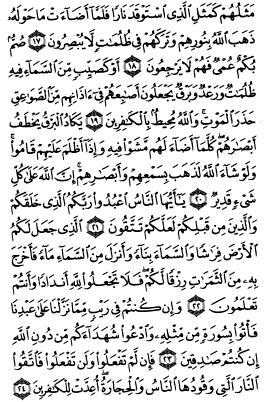 مَثَلُهُمْ كَمَثَلِ ٱلَّذِى ٱسْتَوْقَدَ نَارًا فَلَمَّآ أَضَآءَتْ مَا حَوْلَهُۥ
ذَهَبَ ٱللَّهُ بِنُورِهِمْ وَتَرَكَهُمْ فِى ظُلُمَٰتٍ لَّا يُبْصِرُونَ ١٧ صُمٌّۢ
بُكْمٌ عُمْىٌ فَهُمْ لَا يَرْجِعُونَ ١٨ أَوْ كَصَيِّبٍ مِّنَ ٱلسَّمَآءِ فِيهِ
ظُلُمَٰتٌ وَرَعْدٌ وَبَرْقٌ يَجْعَلُونَ أَصَٰبِعَهُمْ فِىٓ ءَاذَانِهِم مِّنَ ٱلصَّوَٰعِقِ
حَذَرَ ٱلْمَوْتِ وَٱللَّهُ مُحِيطٌۢ بِٱلْكَٰفِرِينَ ١٩ يَكَادُ ٱلْبَرْقُ يَخْطَفُ
أَبْصَٰرَهُمْ كُلَّمَآ أَضَآءَ لَهُم مَّشَوْا۟ فِيهِ وَإِذَآ أَظْلَمَ عَلَيْهِمْ قَامُوا۟
وَلَوْ شَآءَ ٱللَّهُ لَذَهَبَ بِسَمْعِهِمْ وَأَبْصَٰرِهِمْ إِنَّ ٱللَّهَ عَلَىٰ كُلِّ
شَىْءٍ قَدِيرٌ ٢٠ يَٰٓأَيُّهَا ٱلنَّاسُ ٱعْبُدُوا۟ رَبَّكُمُ ٱلَّذِى خَلَقَكُمْ
وَٱلَّذِينَ مِن قَبْلِكُمْ لَعَلَّكُمْ تَتَّقُونَ ٢١ ٱلَّذِى جَعَلَ لَكُمُ
ٱلْأَرْضَ فِرَٰشًا وَٱلسَّمَآءَ بِنَآءً وَأَنزَلَ مِنَ ٱلسَّمَآءِ مَآءً فَأَخْرَجَ
بِهِۦ مِنَ ٱلثَّمَرَٰتِ رِزْقًا لَّكُمْ فَلَا تَجْعَلُوا۟ لِلَّهِ أَندَادًا وَأَنتُمْ
تَعْلَمُونَ ٢٢ وَإِن كُنتُمْ فِى رَيْبٍ مِّمَّا نَزَّلْنَا عَلَىٰ عَبْدِنَا
فَأْتُوا۟ بِسُورَةٍ مِّن مِّثْلِهِۦ وَٱدْعُوا۟ شُهَدَآءَكُم مِّن دُونِ ٱللَّهِ
إِن كُنتُمْ صَٰدِقِينَ ٢٣ فَإِن لَّمْ تَفْعَلُوا۟ وَلَن تَفْعَلُوا۟ فَٱتَّقُوا۟
ٱلنَّارَ ٱلَّتِى وَقُودُهَا ٱلنَّاسُ وَٱلْحِجَارَةُ أُعِدَّتْ لِلْكَٰفِرِينَ ٢٤